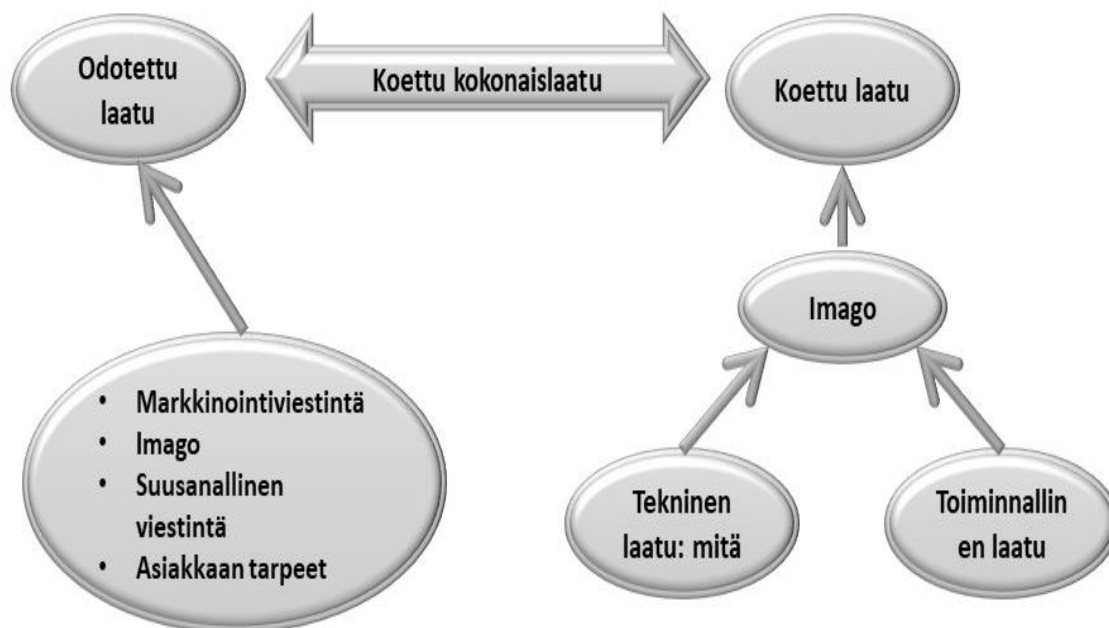 Odotettu
laatu
Koettu kokonaislaatu
Koettu laatu
Imago
• Markkinointiviestintä
• Imago
• Suusanallinen
viestintä
• Asiakkaan tarpeet
Tekninen
laatu: mitä
Toiminnallin
en laatu